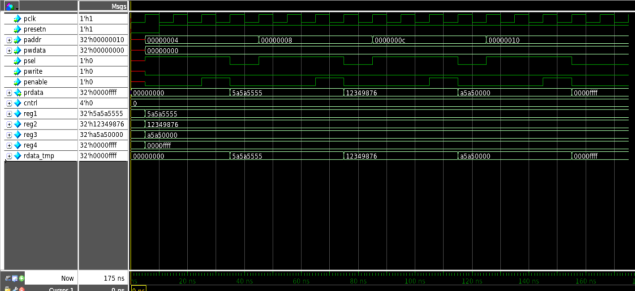 Msgs
pclk 1'h1
presetn 1'h1
paddr 32'h00000010 00000004 00000008 0000000c 00000010
pwdata 32'h00000000 00000000
psel 1'h0
pwrite 1'h0
penable 1'h0
prdata 32'h0000ffff 00000000 5a5a5555 12349876 a5a50000 0000ffff
cntrl 4'h0 0
reg1 32'h5a5a5555 5a5a5555
reg2 32'h12349876 12349876
reg3 32'ha5a50000 a5a50000
reg4 32'h0000ffff 0000ffff
rdata_tmp 32'h0000ffff 00000000 5a5a5555 12349876 a5a50000 0000ffff
Now 175 ns
Cursor 1 0 ns